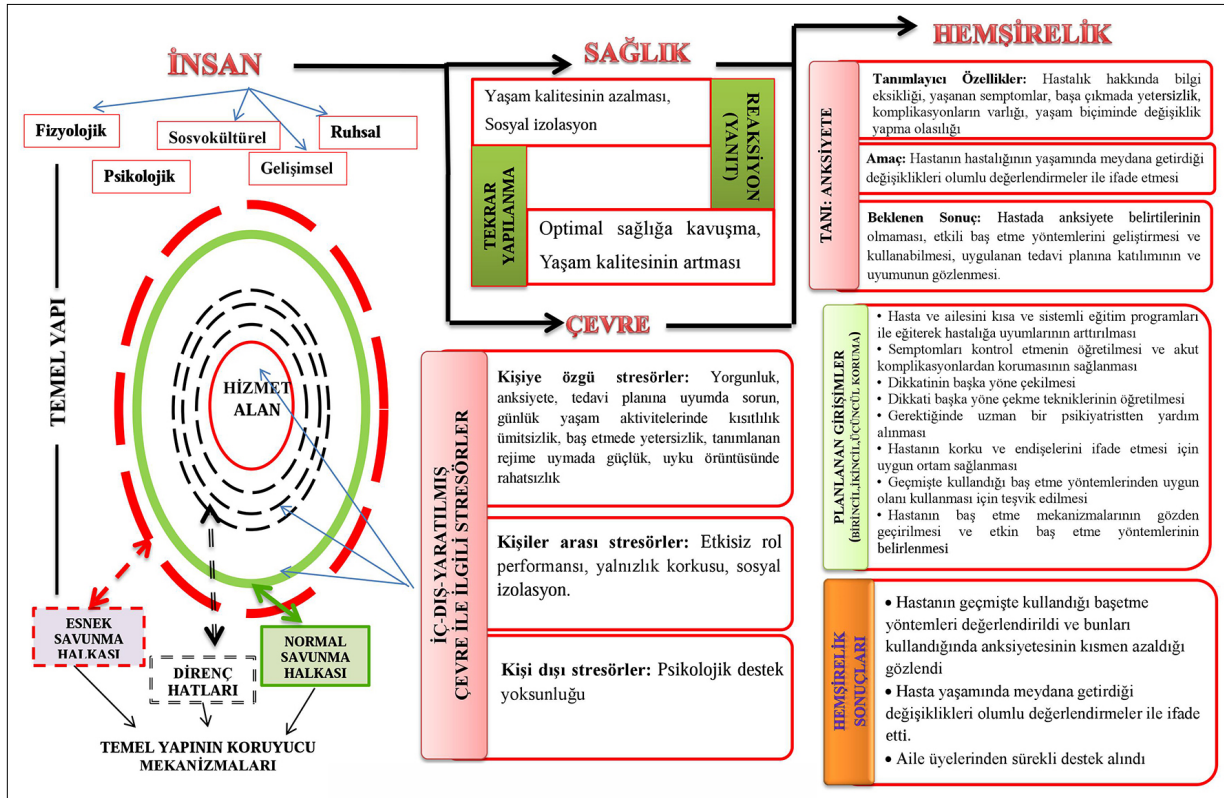 İNSAN
Fizyolojik
Sosvokültürel
Ruhsal
Psikolojik
Gelişimsel
TEMEL YAPI
HİZMET
ALAN
ESNEK
SAVUNMA
HALKASI
DİRENÇ
HATLARI
NORMAL
SAVUNMA
HALKASI
TEMEL YAPININ KORUYUCU
MEKANİZMALARI
SAĞLIK
Yaşam kalitesinin azalması,
Sosyal izolasyon
REAKSİYON
(YANIT)
TEKRAR
YAPILANMA
Optimal sağlığa kavuşma,
Yaşam kalitesinin artması
ÇEVRE
İÇ-DIŞ-YARATILMIŞ
ÇEVRE İLE İLGİLİ STRESÖRLER
Kişiye özgü stresörler: Yorgunluk,
anksiyete, tedavi planına uyumda sorun,
günlük yaşam aktivitelerinde kısıtlılık
ümitsizlik, baş etmede yetersizlik, tanımlanan
rejime uymada güçlük, uyku örüntüsünde
rahatsızlık
Kişiler arası stresörler: Etkisiz rol
performansı, yalnızlık korkusu, sosyal
izolasyon.
Kişi dışı stresörler: Psikolojik destek
yoksunluğu
HEMŞİRELİK
TANI: ANKSİYETE
Tanımlayıcı Özellikler: Hastalık hakkında bilgi
eksikliği, yaşanan semptomlar, başa çıkmada yetersizlik,
komplikasyonların varlığı, yaşam biçiminde değişiklik
yapma olasılığı
Amaç: Hastanın hastalığının yaşamında meydana getirdiği
değişiklikleri olumlu değerlendirmeler ile ifade etmesi
Beklenen Sonuç: Hastada anksiyete belirtilerinin
olmaması, etkili baş etme yöntemlerini geliştirmesi ve
kullanabilmesi, uygulanan tedavi planına katılımının ve
uyumunun gözlenmesi.
PLANLANAN GİRİŞİMLER
(BİRİNCİL,İKİNCİL,ÜÇÜNCÜL KORUMA)
• Hasta ve ailesini kısa ve sistemli eğitim programları
ile eğiterek hastalığa uyumlarının arttırılması
• Semptomları kontrol etmenin öğretilmesi ve akut
komplikasyonlardan korumasının sağlanması
• Dikkatinin başka yöne çekilmesi
• Dikkati başka yöne çekme tekniklerinin öğretilmesi
• Gerektiğinde uzman bir psikiyatristten yardım
alınması
• Hastanın korku ve endişelerini ifade etmesi için
uygun ortam sağlanması
• Geçmişte kullandığı baş etme yöntemlerinden uygun
olanı kullanması için teşvik edilmesi
• Hastanın baş etme mekanizmalarının gözden
geçirilmesi ve etkin baş etme yöntemlerinin
belirlenmesi
HEMŞİRELİK
SONUÇLARI
• Hastanın geçmişte kullandığı başetme
yöntemleri değerlendirildi ve bunları
kullandığında anksiyetesinin kısmen azaldığı
gözlendi
• Hasta yaşamında meydana getirdiği
değişiklikleri olumlu değerlendirmeler ile ifade
etti.
• Aile üyelerinden sürekli destek alındı